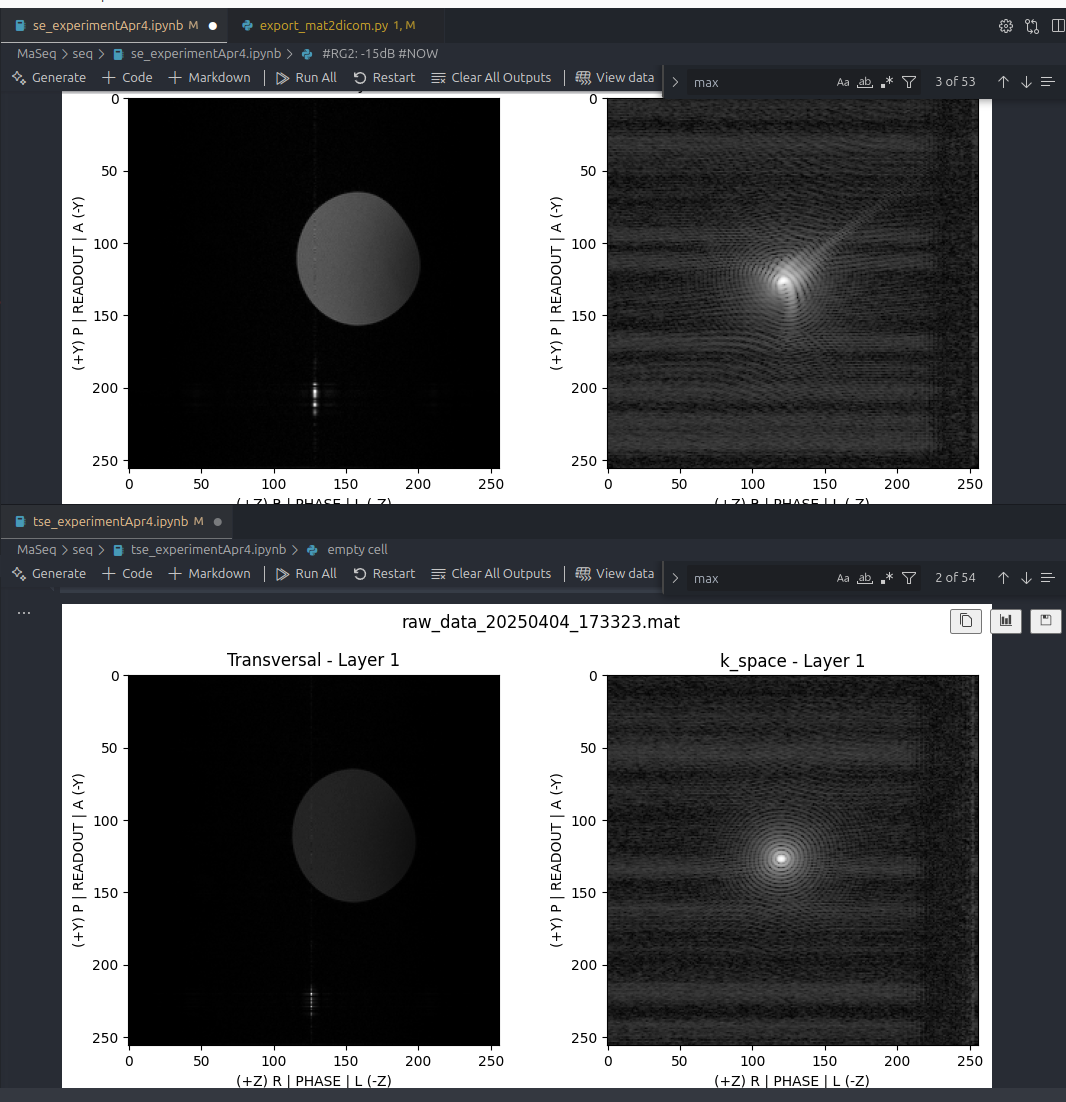 se_experimentApr4.ipynb M
export_mat2dicom.py 1, M
MaSeq > seq > se_experimentApr4.ipynb > #RG2: -15dB #NOW
Generate + Code + Markdown Run All Restart Clear All Outputs View data
max Aa ab .* 3 of 53
0
50
100
150
200
250
0 50 100 150 200 250
(+Y) P | READOUT | A (-Y)
(+Z) R | PHASE | L (-Z)
0
50
100
150
200
250
0 50 100 150 200 250
(+Y) P | READOUT | A (-Y)
(+Z) R | PHASE | L (-Z)
tse_experimentApr4.ipynb M
MaSeq > seq > tse_experimentApr4.ipynb > empty cell
Generate + Code + Markdown Run All Restart Clear All Outputs View data
max Aa ab .* 2 of 54
...
raw_data_20250404_173323.mat
Transversal - Layer 1
0
50
100
150
200
250
0 50 100 150 200 250
(+Y) P | READOUT | A (-Y)
(+Z) R | PHASE | L (-Z)
k_space - Layer 1
0
50
100
150
200
250
0 50 100 150 200 250
(+Y) P | READOUT | A (-Y)
(+Z) R | PHASE | L (-Z)